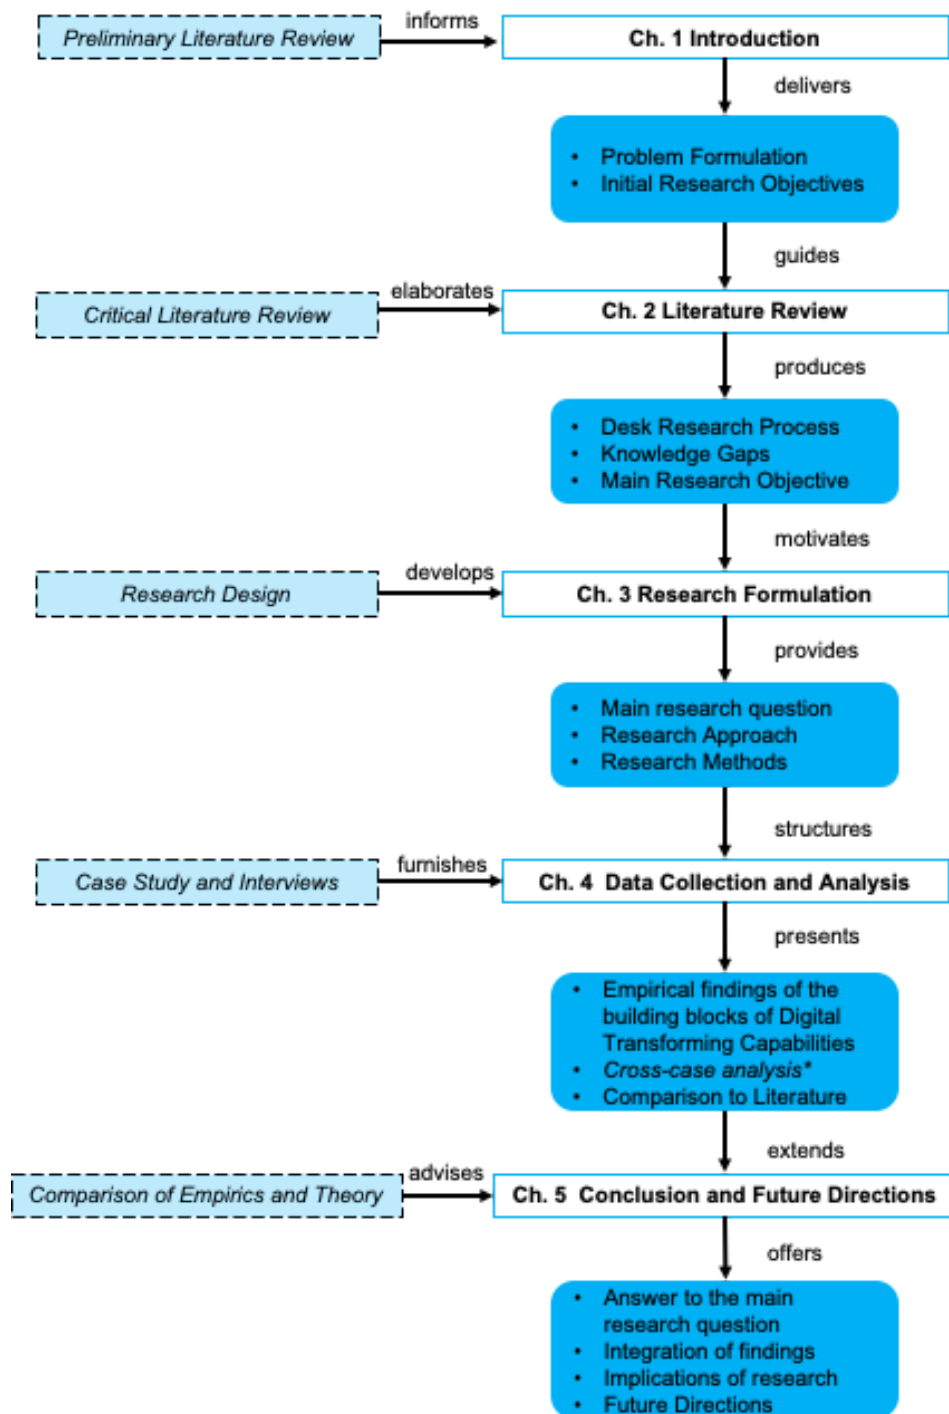 informs
Preliminary Literature Review
Ch. 1 Introduction
delivers
• Problem Formulation
• Initial Research Objectives
guides
elaborates
Critical Literature Review
Ch. 2 Literature Review
produces
• Desk Research Process
• Knowledge Gaps
• Main Research Objective
motivates
develops
Research Design
Ch. 3 Research Formulation
provides
• Main research question
• Research Approach
• Research Methods
structures
furnishes
Case Study and Interviews
Ch. 4 Data Collection and Analysis
presents
• Empirical findings of the
building blocks of Digital
Transforming Capabilities
• Cross-case analysis*
• Comparison to Literature
extends
advises
Comparison of Empirics and Theory
Ch. 5 Conclusion and Future Directions
offers
• Answer to the main
research question
• Integration of findings
• Implications of research
• Future Directions